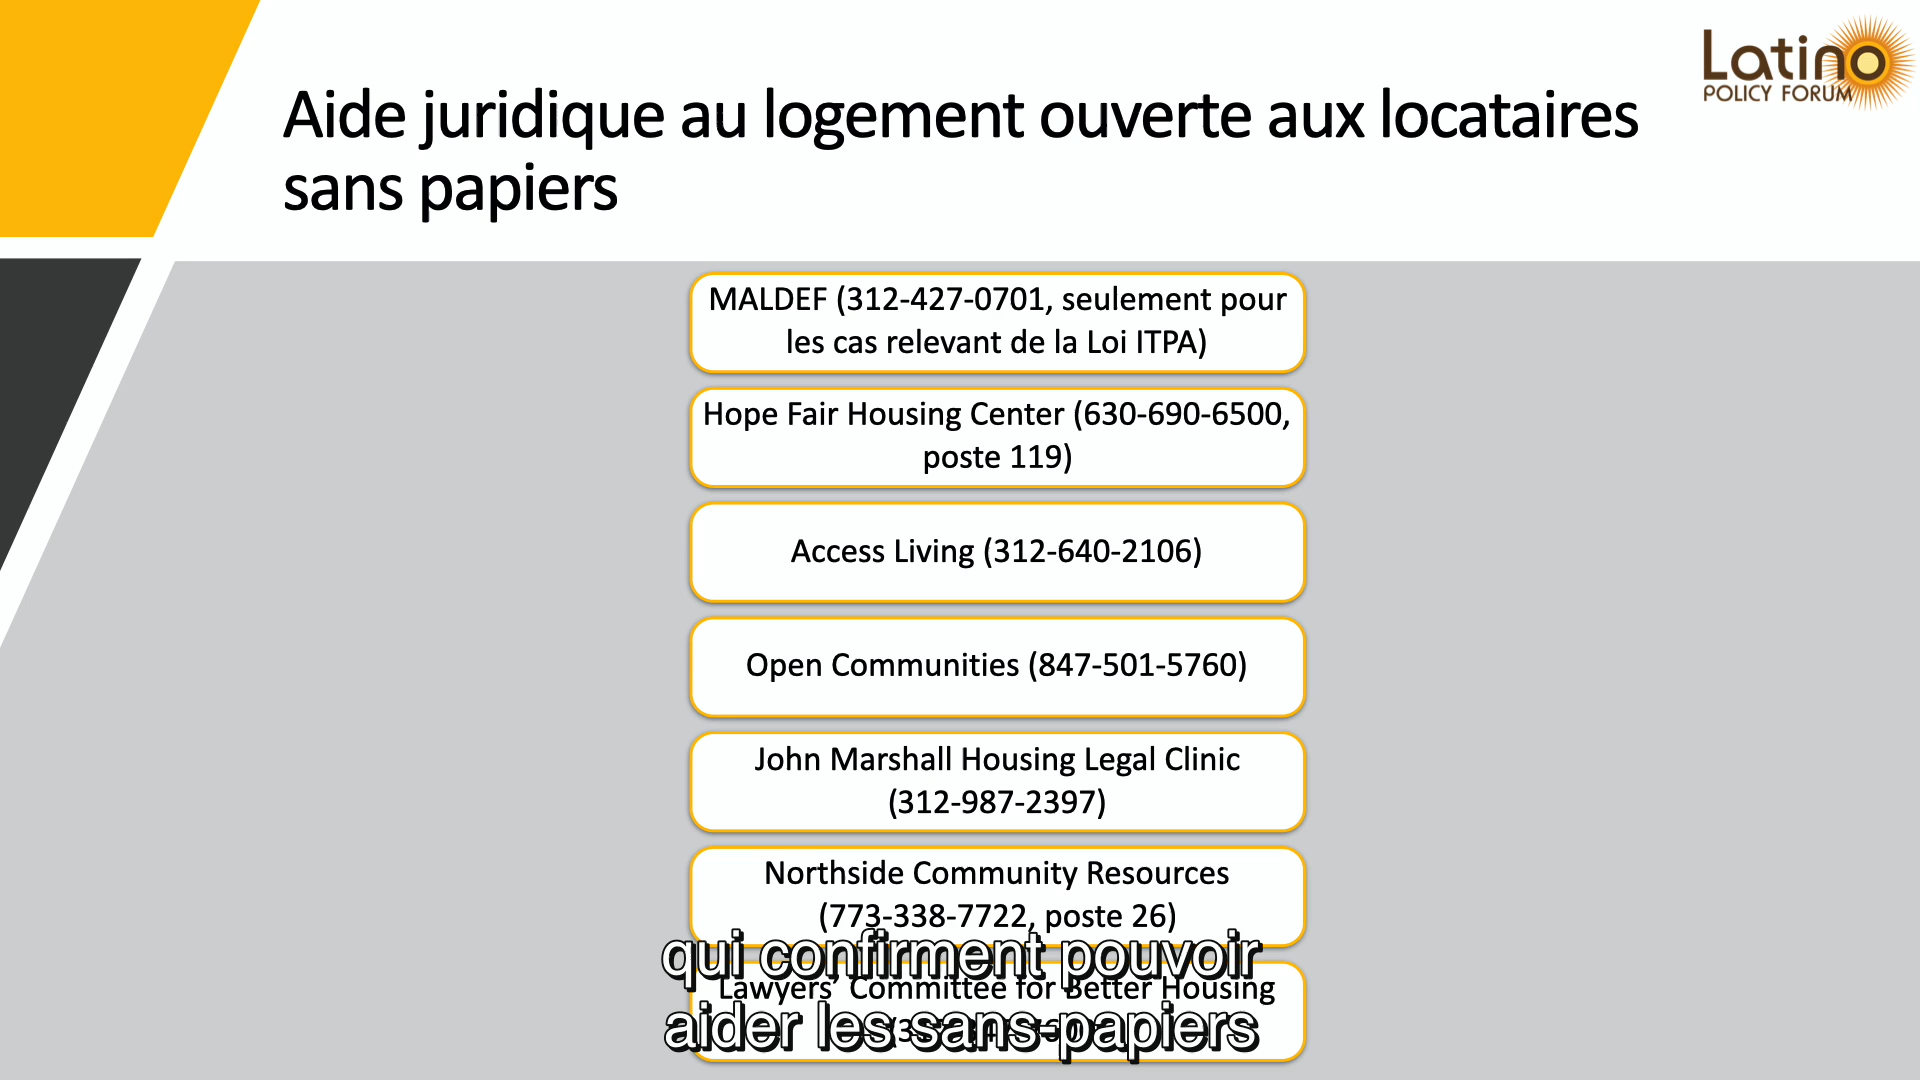 Latino
POLICY FORUM
Aide juridique au logement ouverte aux locataires
sans papiers
MALDEF (312-427-0701, seulement pour
les cas relevant de la Loi ITPA)
Hope Fair Housing Center (630-690-6500,
poste 119)
Access Living (312-640-2106)
Open Communities (847-501-5760)
John Marshall Housing Legal Clinic
(312-987-2397)
Northside Community Resources
(773-338-7722, poste 26)
Lawyers’ Committee for Better Housing
qui confirment pouvoir
aider les sans-papiers